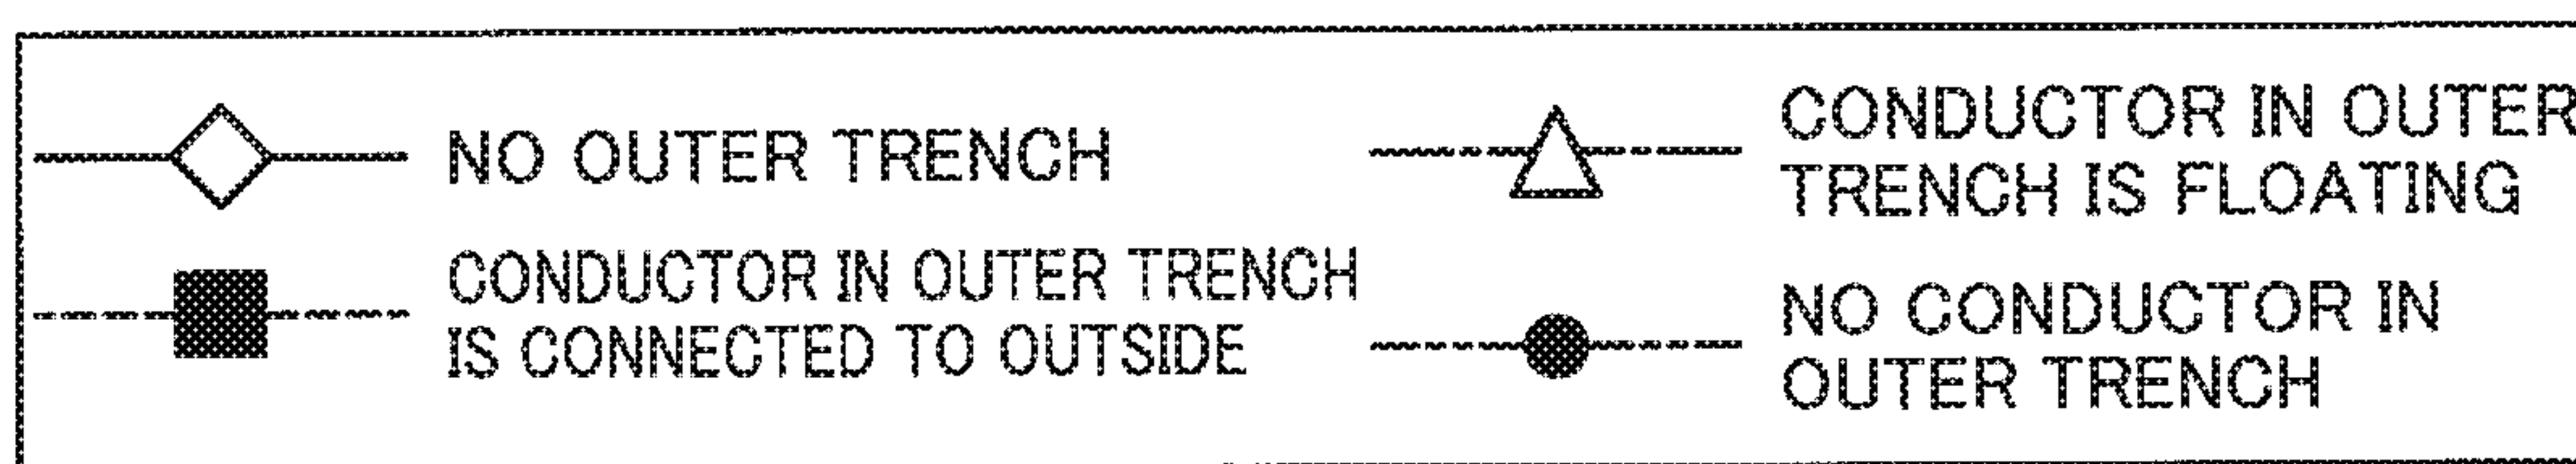 NO OUTER TRENCH
CONDUCTOR IN OUTER TRENCH
IS CONNECTED TO OUTSIDE
CONDUCTOR IN OUTER
TRENCH IS FLOATING
NO CONDUCTOR IN
OUTER TRENCH